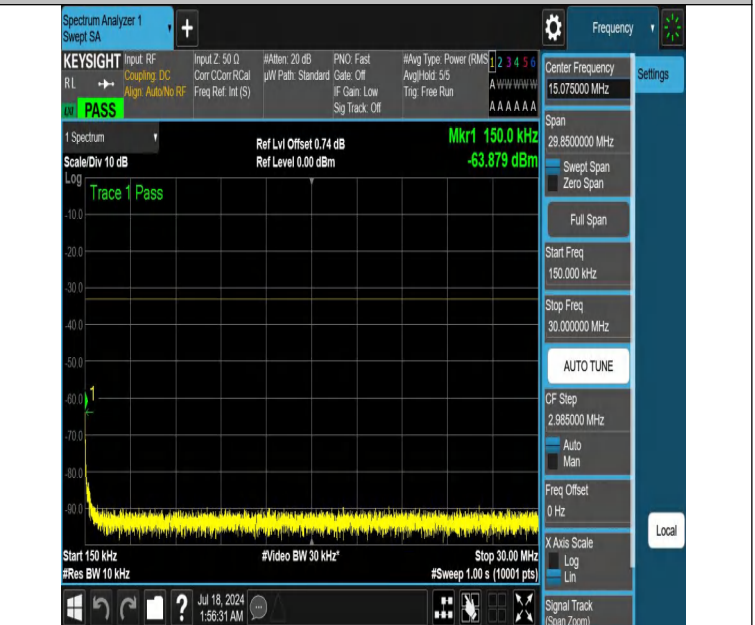 Spectrum Analyzer 1
Swept SA
+
Frequency
KEYSIGHT
RL
PASS
Input: RF
Coupling: DC
Align: Auto/No RF
Input Z: 50 Ω
Corr CCorr RCal
Freq Ref: Int (S)
#Atten: 20 dB
µW Path: Standard
PNO: Fast
Gate: Off
IF Gain: Low
Sig Track: Off
#Avg Type: Power (RMS
Avg|Hold: 5/5
Trig: Free Run
1 2 3 4 5 6
A W W W W W
A A A A A A
1 Spectrum
Scale/Div 10 dB
Ref Lvl Offset 0.74 dB
Ref Level 0.00 dBm
Mkr1 150.0 kHz
-63.879 dBm
Log
Trace 1 Pass
-10.0
-20.0
-30.0
-40.0
-50.0
-60.0
-70.0
-80.0
-90.0
1
Start 150 kHz
#Res BW 10 kHz
#Video BW 30 kHz*
Stop 30.00 MHz
#Sweep 1.00 s (10001 pts)
Center Frequency
15.075000 MHz
Settings
Span
29.8500000 MHz
Swept Span
Zero Span
Full Span
Start Freq
150.000 kHz
Stop Freq
30.000000 MHz
AUTO TUNE
CF Step
2.985000 MHz
Auto
Man
Freq Offset
0 Hz
X Axis Scale
Log
Lin
Local
Signal Track
(Span Zoom)
?
Jul 18, 2024
1:56:31 AM